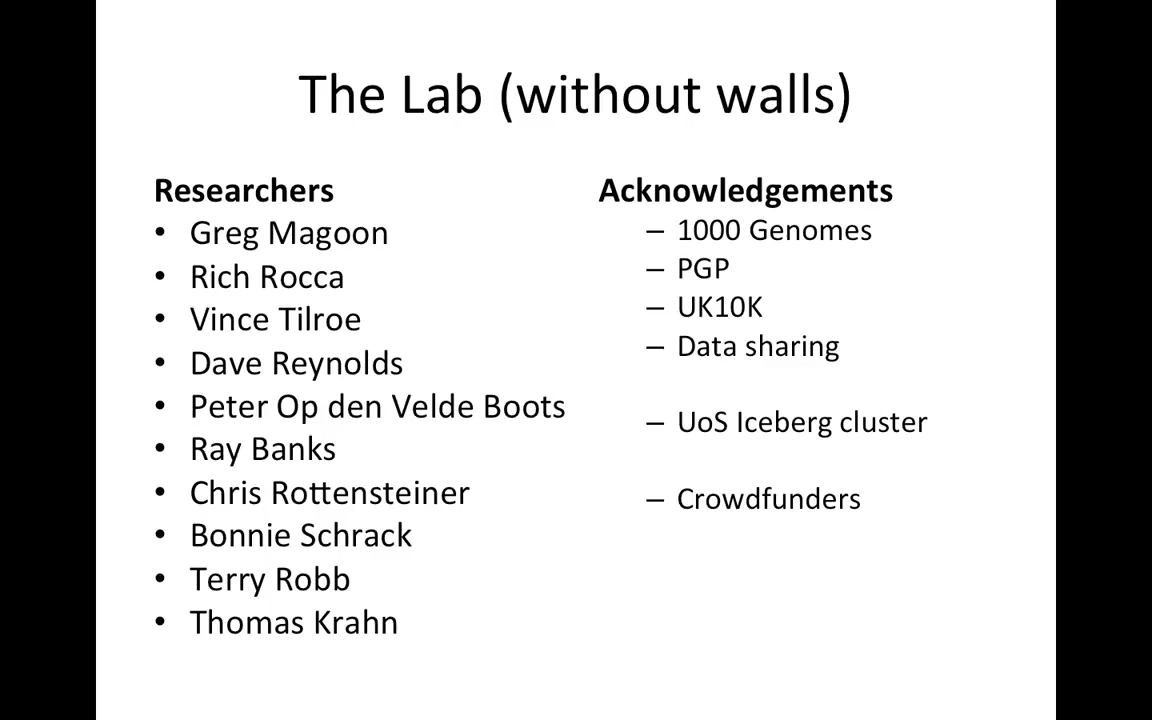 The Lab (without walls)
Researchers
• Greg Magoon
• Rich Rocca
• Vince Tilroe
• Dave Reynolds
• Peter Op den Velde Boots
• Ray Banks
• Chris Rottensteiner
• Bonnie Schrack
• Terry Robb
• Thomas Krahn
Acknowledgements
– 1000 Genomes
– PGP
– UK10K
– Data sharing
– UoS Iceberg cluster
– Crowdfunders